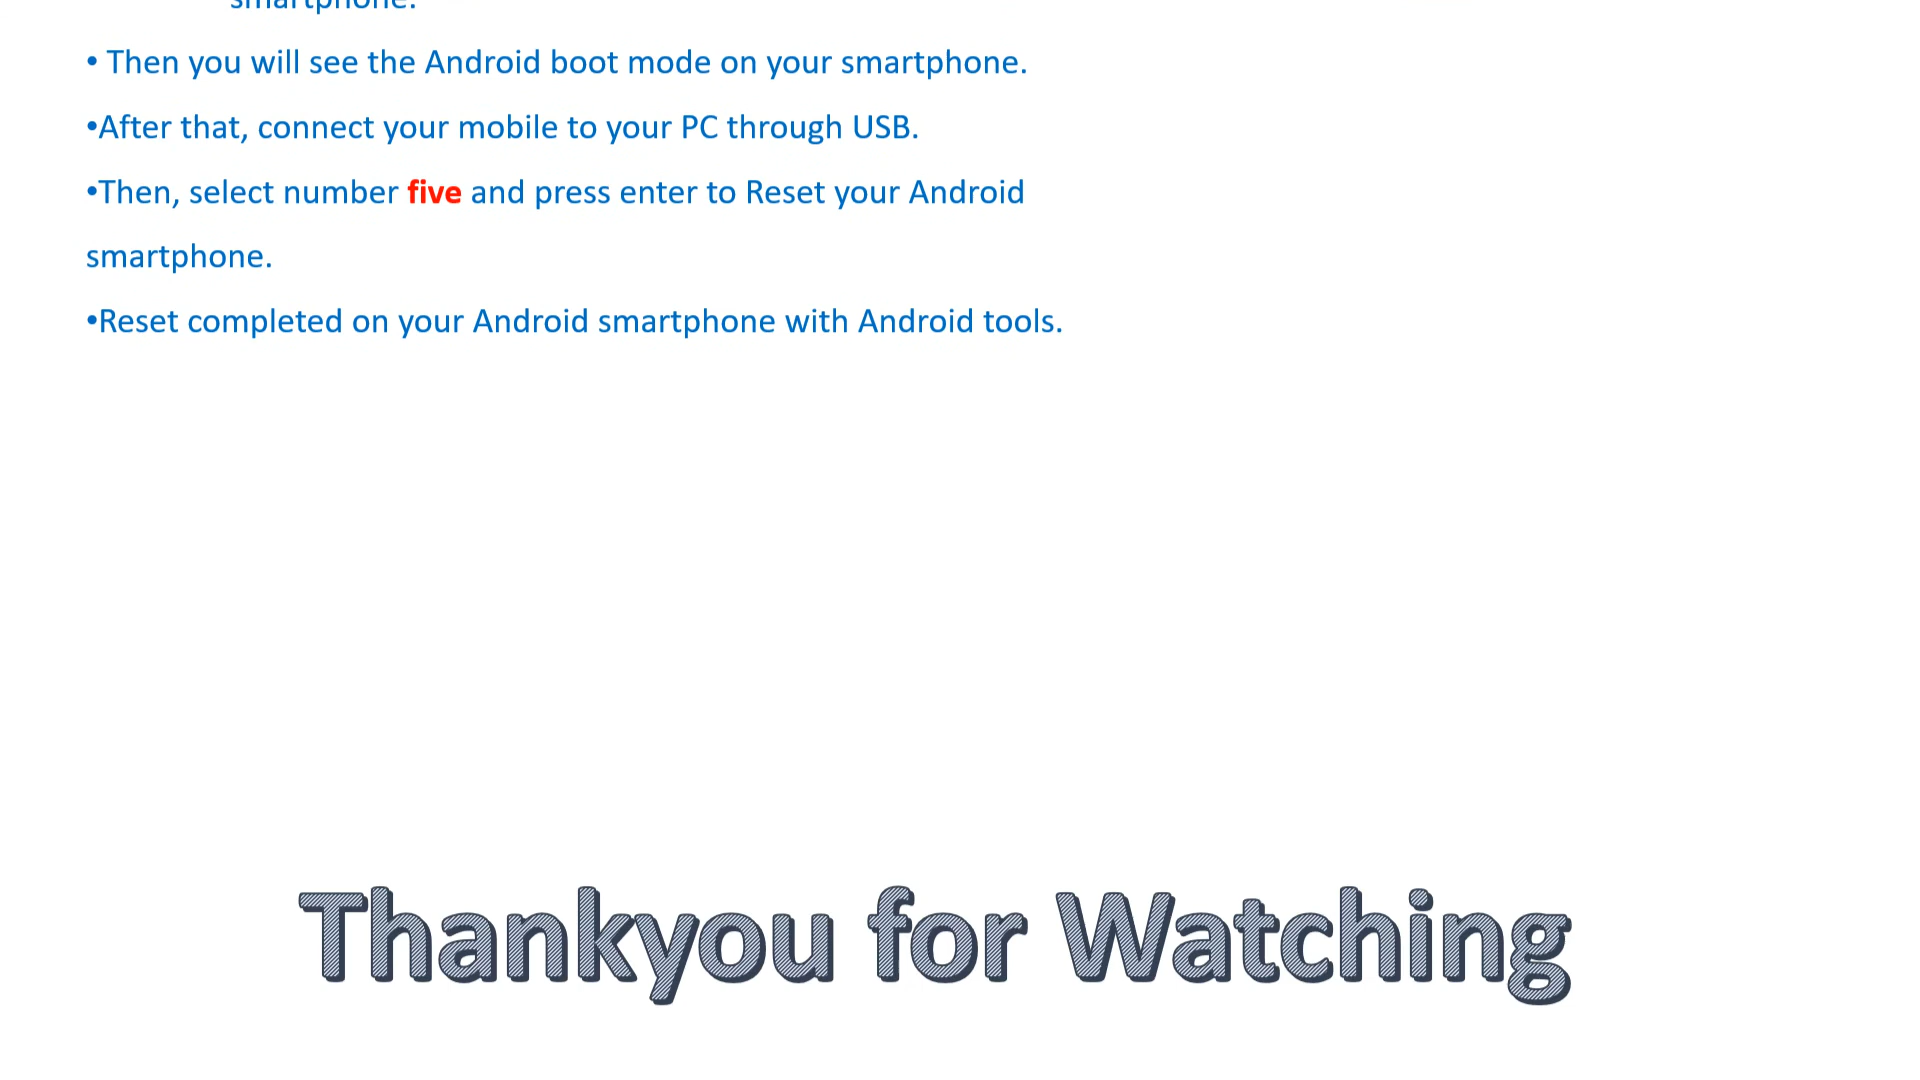 smartphone.
• Then you will see the Android boot mode on your smartphone.
•After that, connect your mobile to your PC through USB.
•Then, select number five and press enter to Reset your Android
smartphone.
•Reset completed on your Android smartphone with Android tools.
Thankyou for Watching